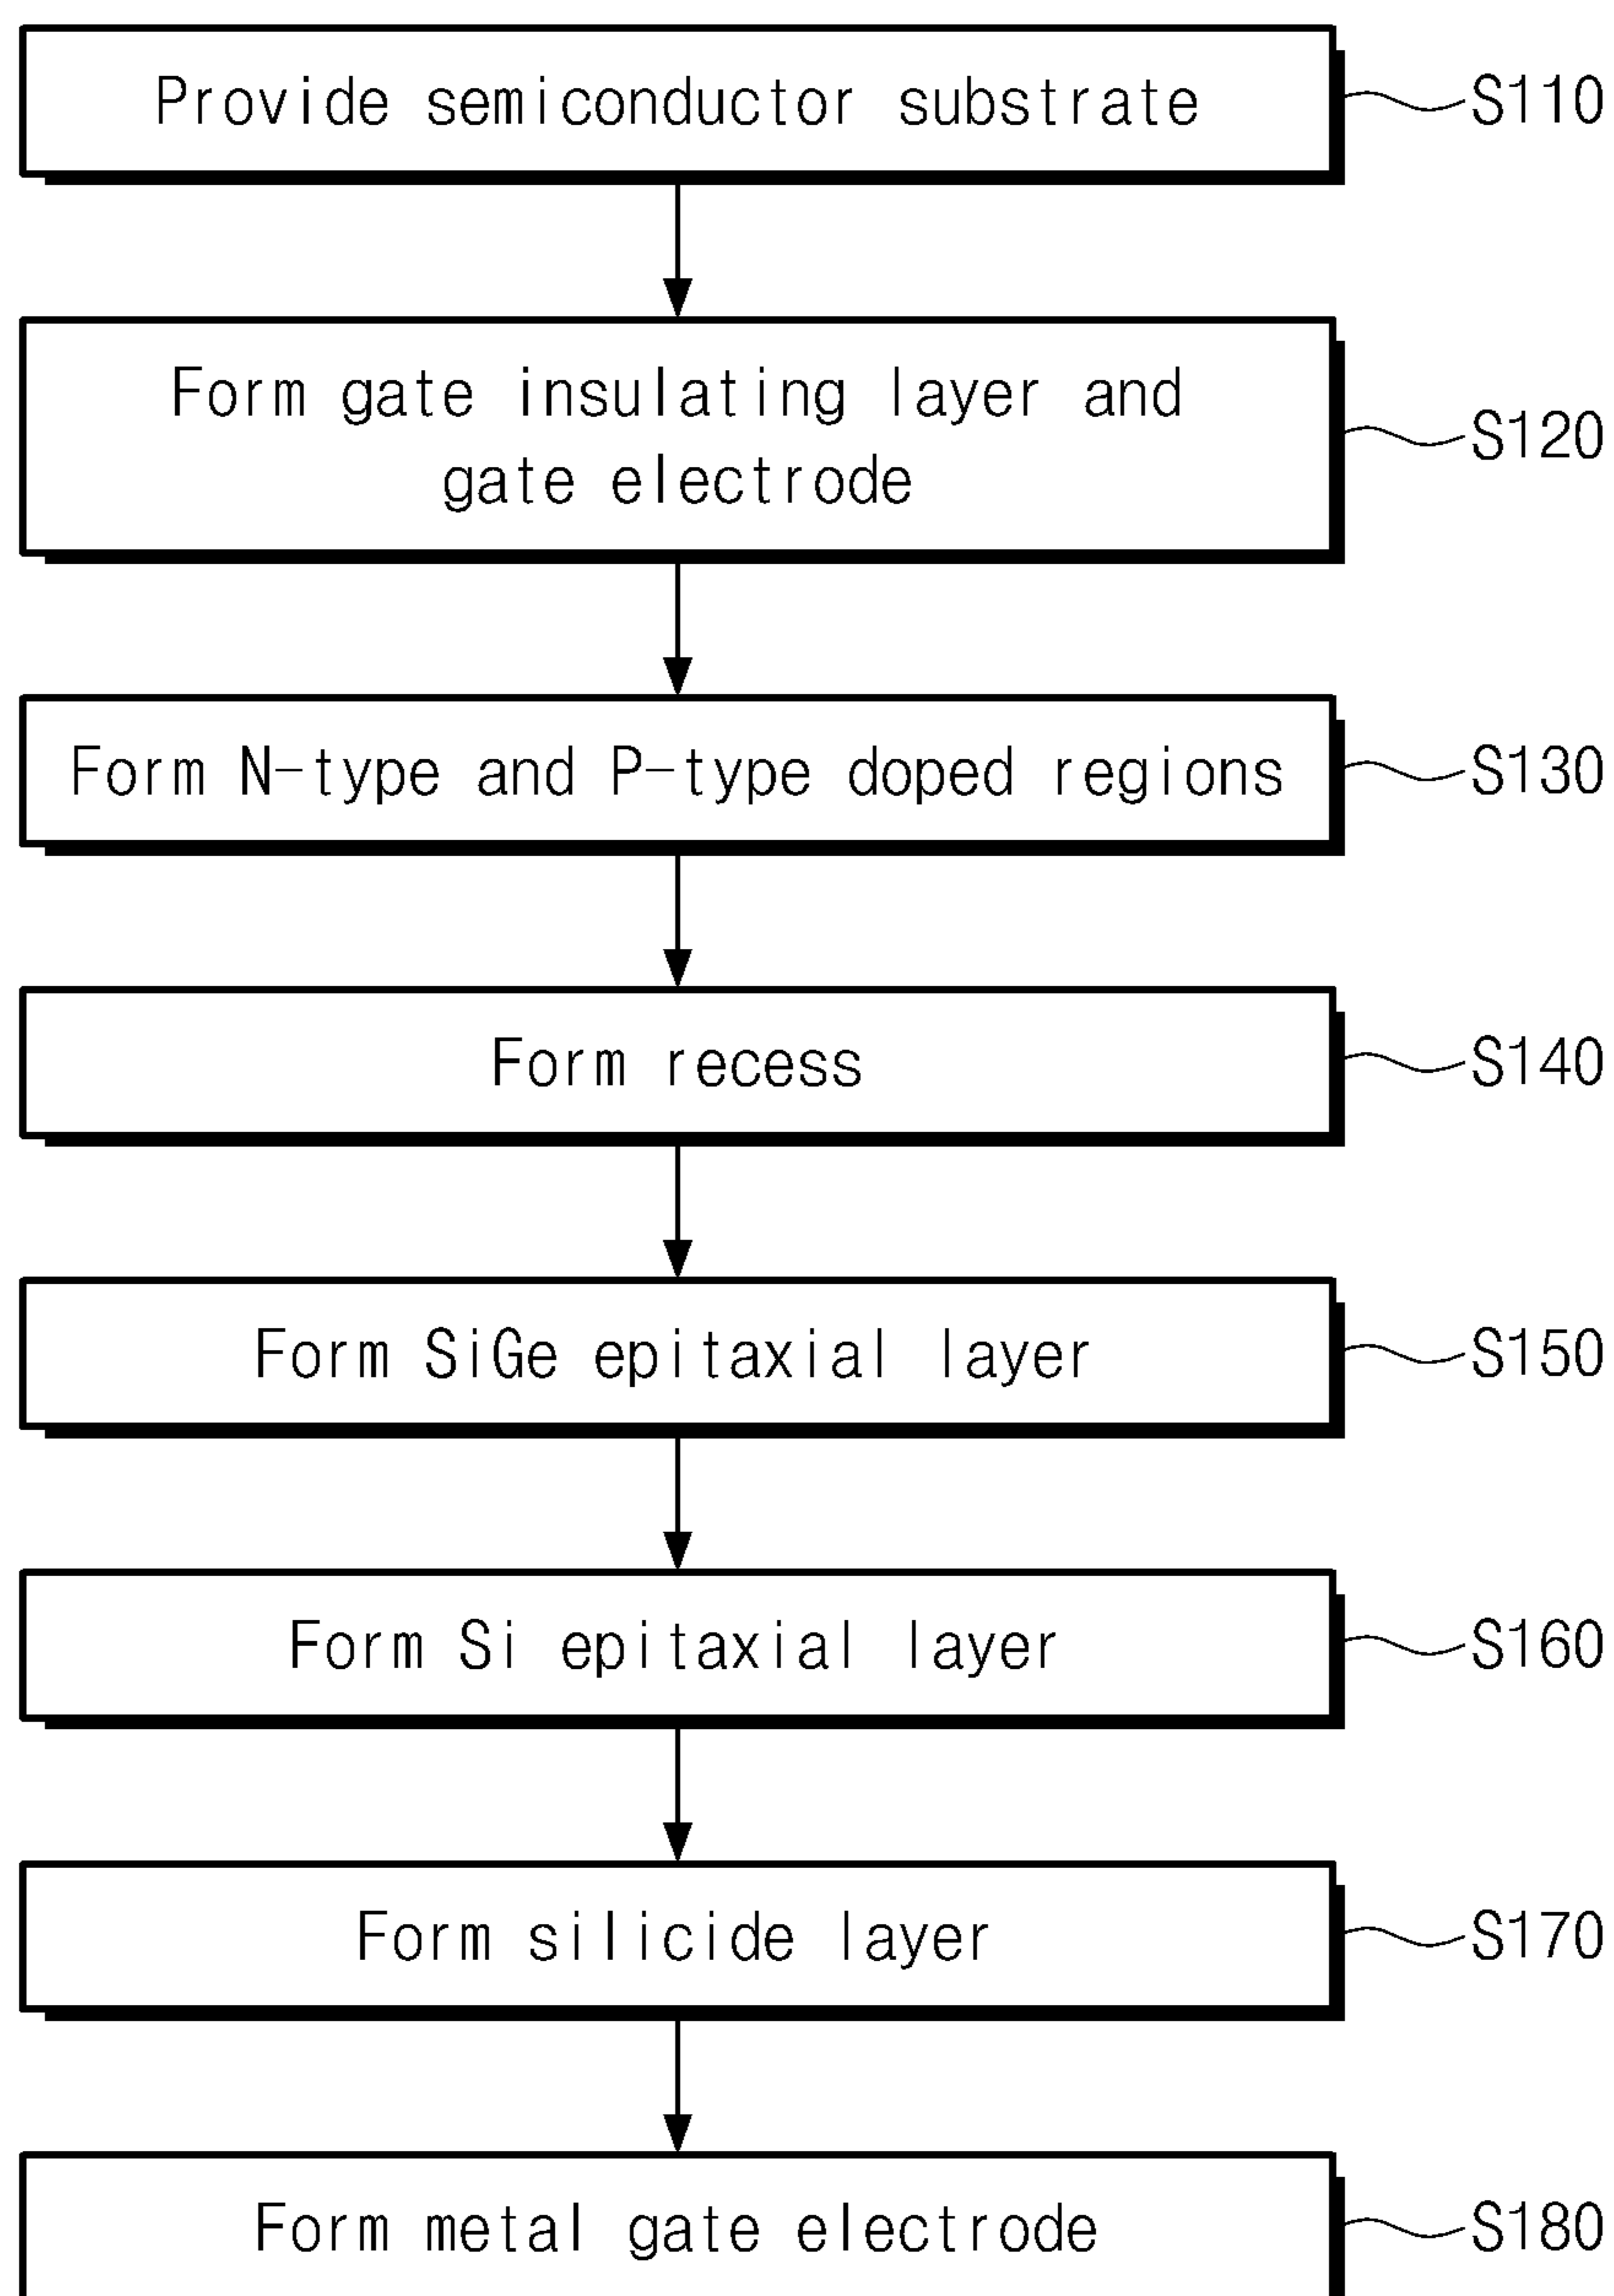 Provide semiconductor substrate
S110
Form gate insulating layer and
gate electrode
S120
Form N-type and P-type doped regions
S130
Form recess
S140
Form SiGe epitaxial layer
S150
Form Si epitaxial layer
S160
Form silicide layer
S170
Form metal gate electrode
S180